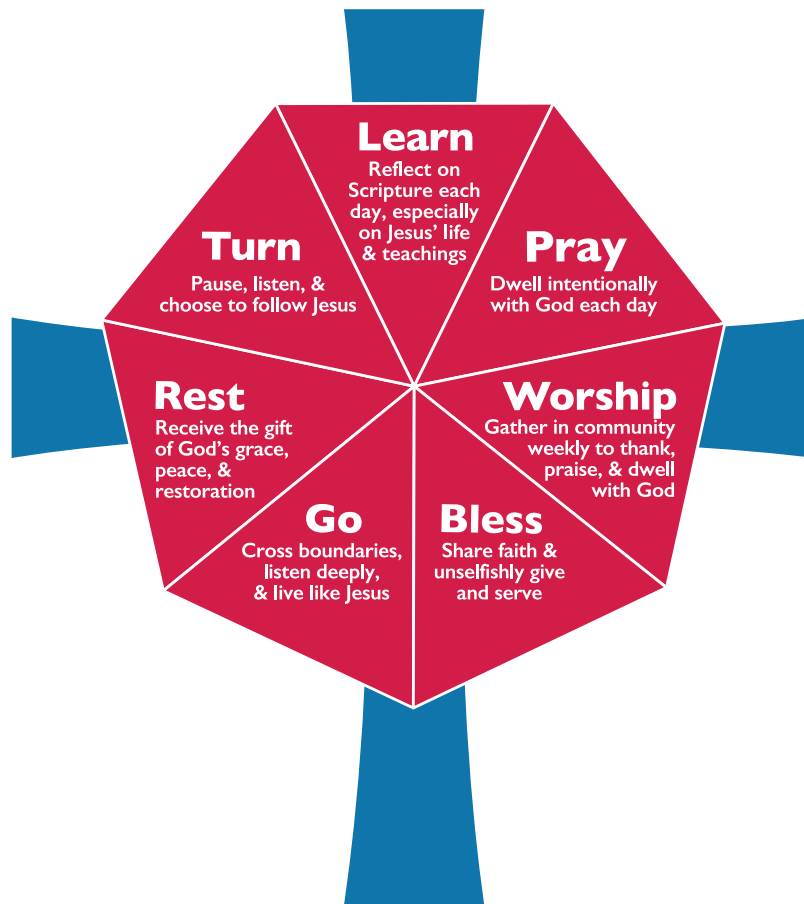 Learn
Reflect on
Scripture each
day, especially
on Jesus’ life
& teachings
Turn
Pause, listen, &
choose to follow Jesus
Pray
Dwell intentionally
with God each day
Rest
Receive the gift
of God’s grace,
peace, &
restoration
Worship
Gather in community
weekly to thank,
praise, & dwell
with God
Go
Cross boundaries,
listen deeply,
& live like Jesus
Bless
Share faith &
unselfishly give
and serve